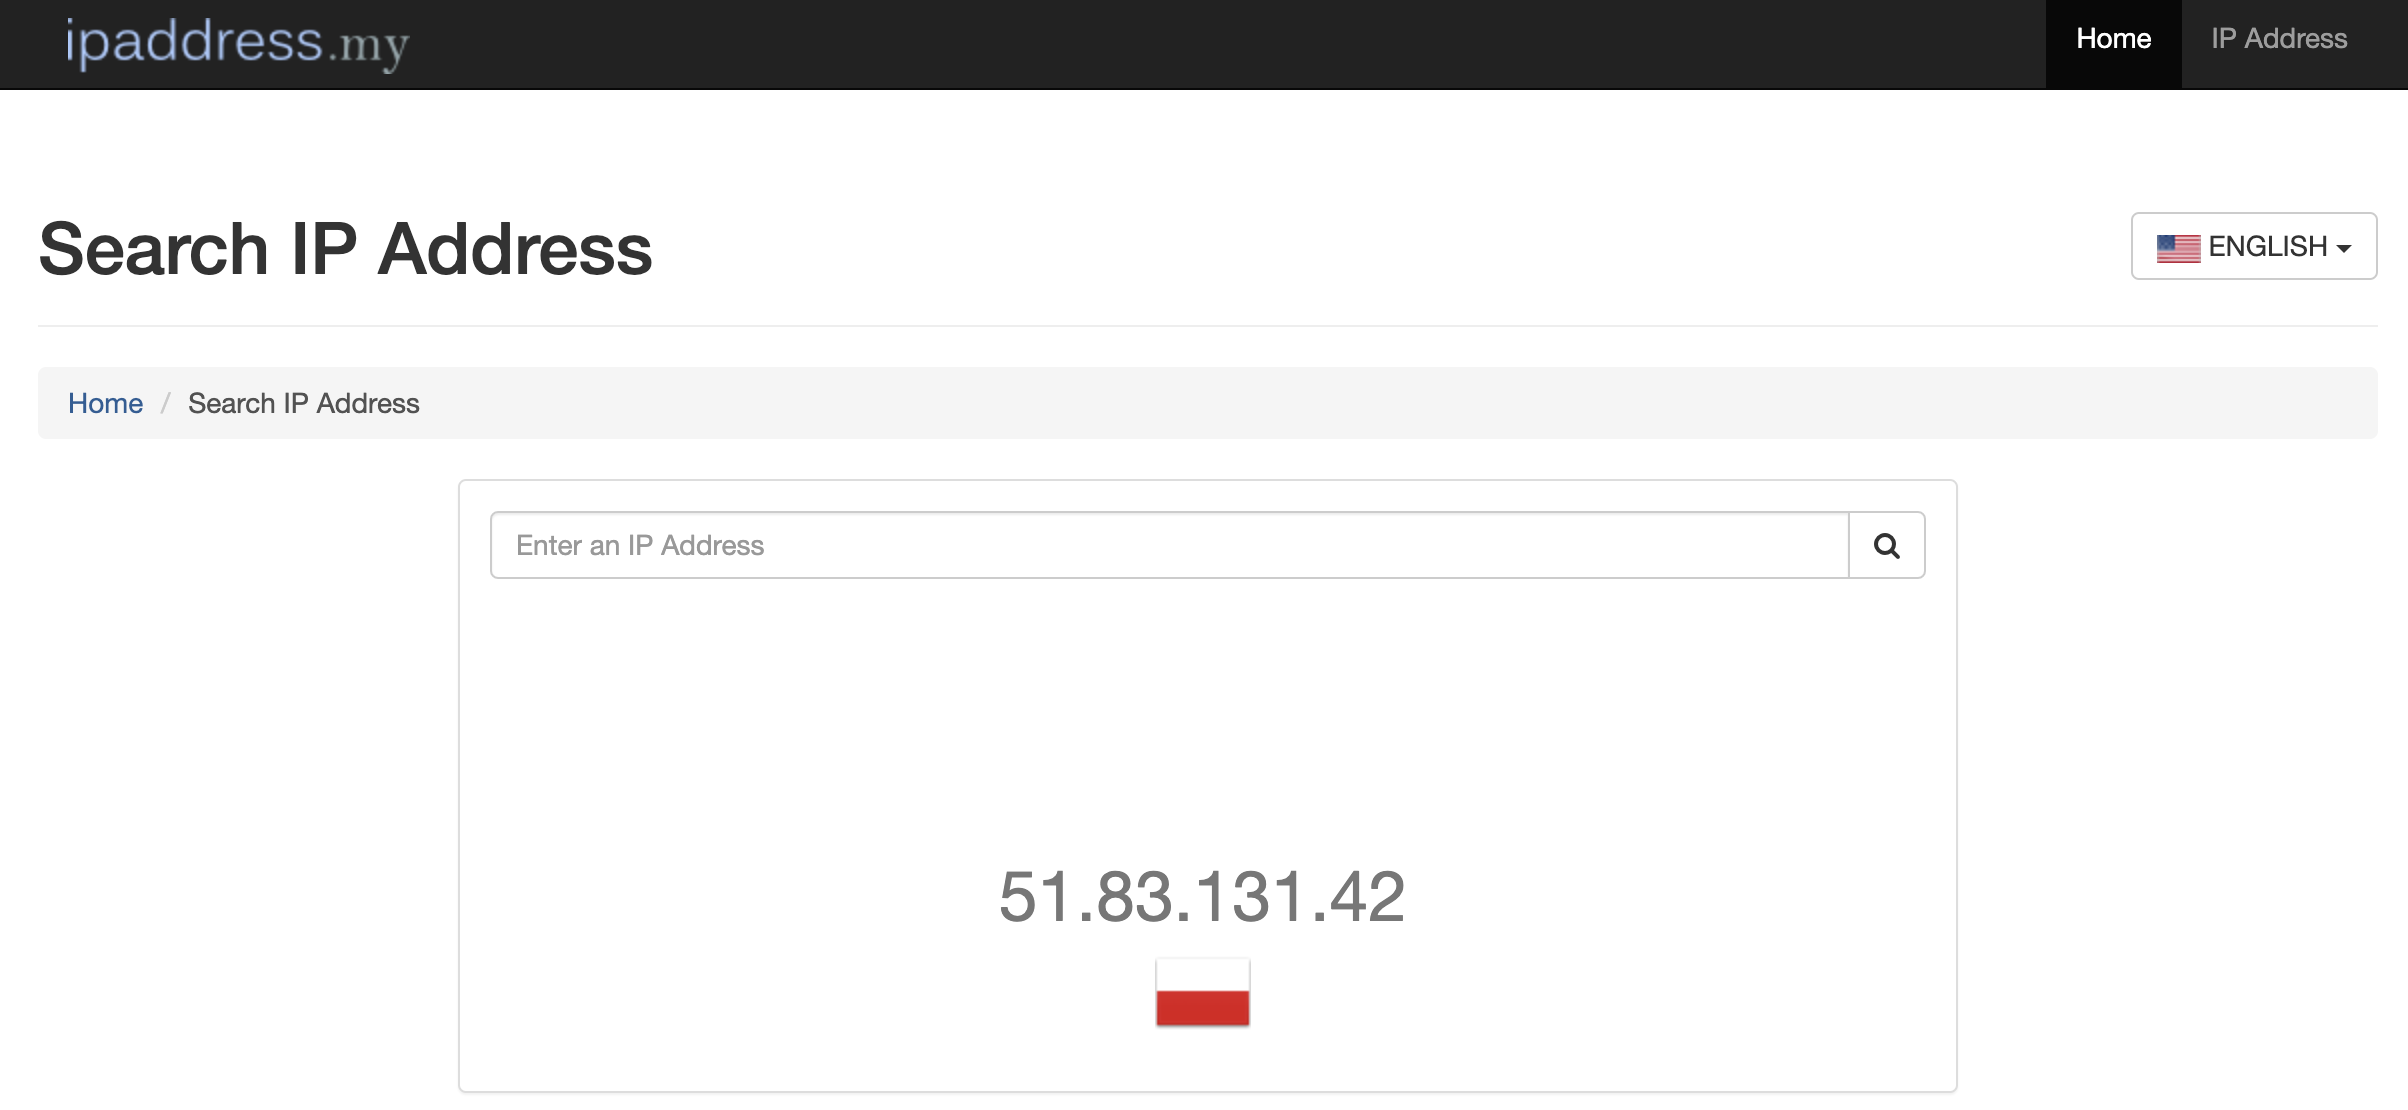 ipaddress.my
Home
IP Address
Search IP Address
ENGLISH
Home / Search IP Address
Enter an IP Address
51.83.131.42